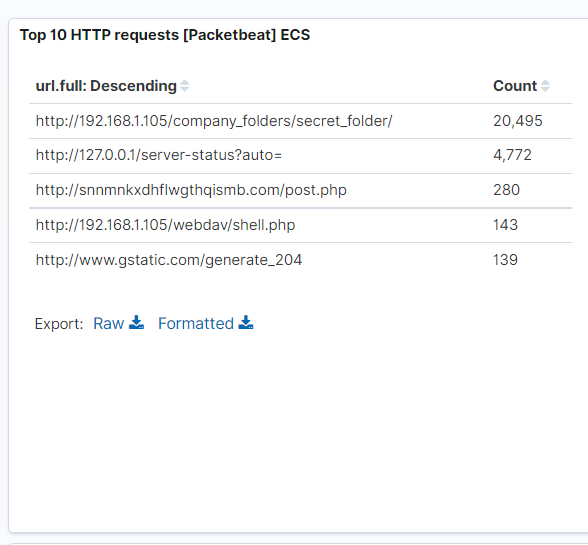 Top 10 HTTP requests [Packetbeat] ECS
url.full: Descending Count
http://192.168.1.105/company_folders/secret_folder/ 20,495
http://127.0.0.1/server-status?auto= 4,772
http://snnmnkxdhflwgthqismb.com/post.php 280
http://192.168.1.105/webdav/shell.php 143
http://www.gstatic.com/generate_204 139
Export: Raw Formatted